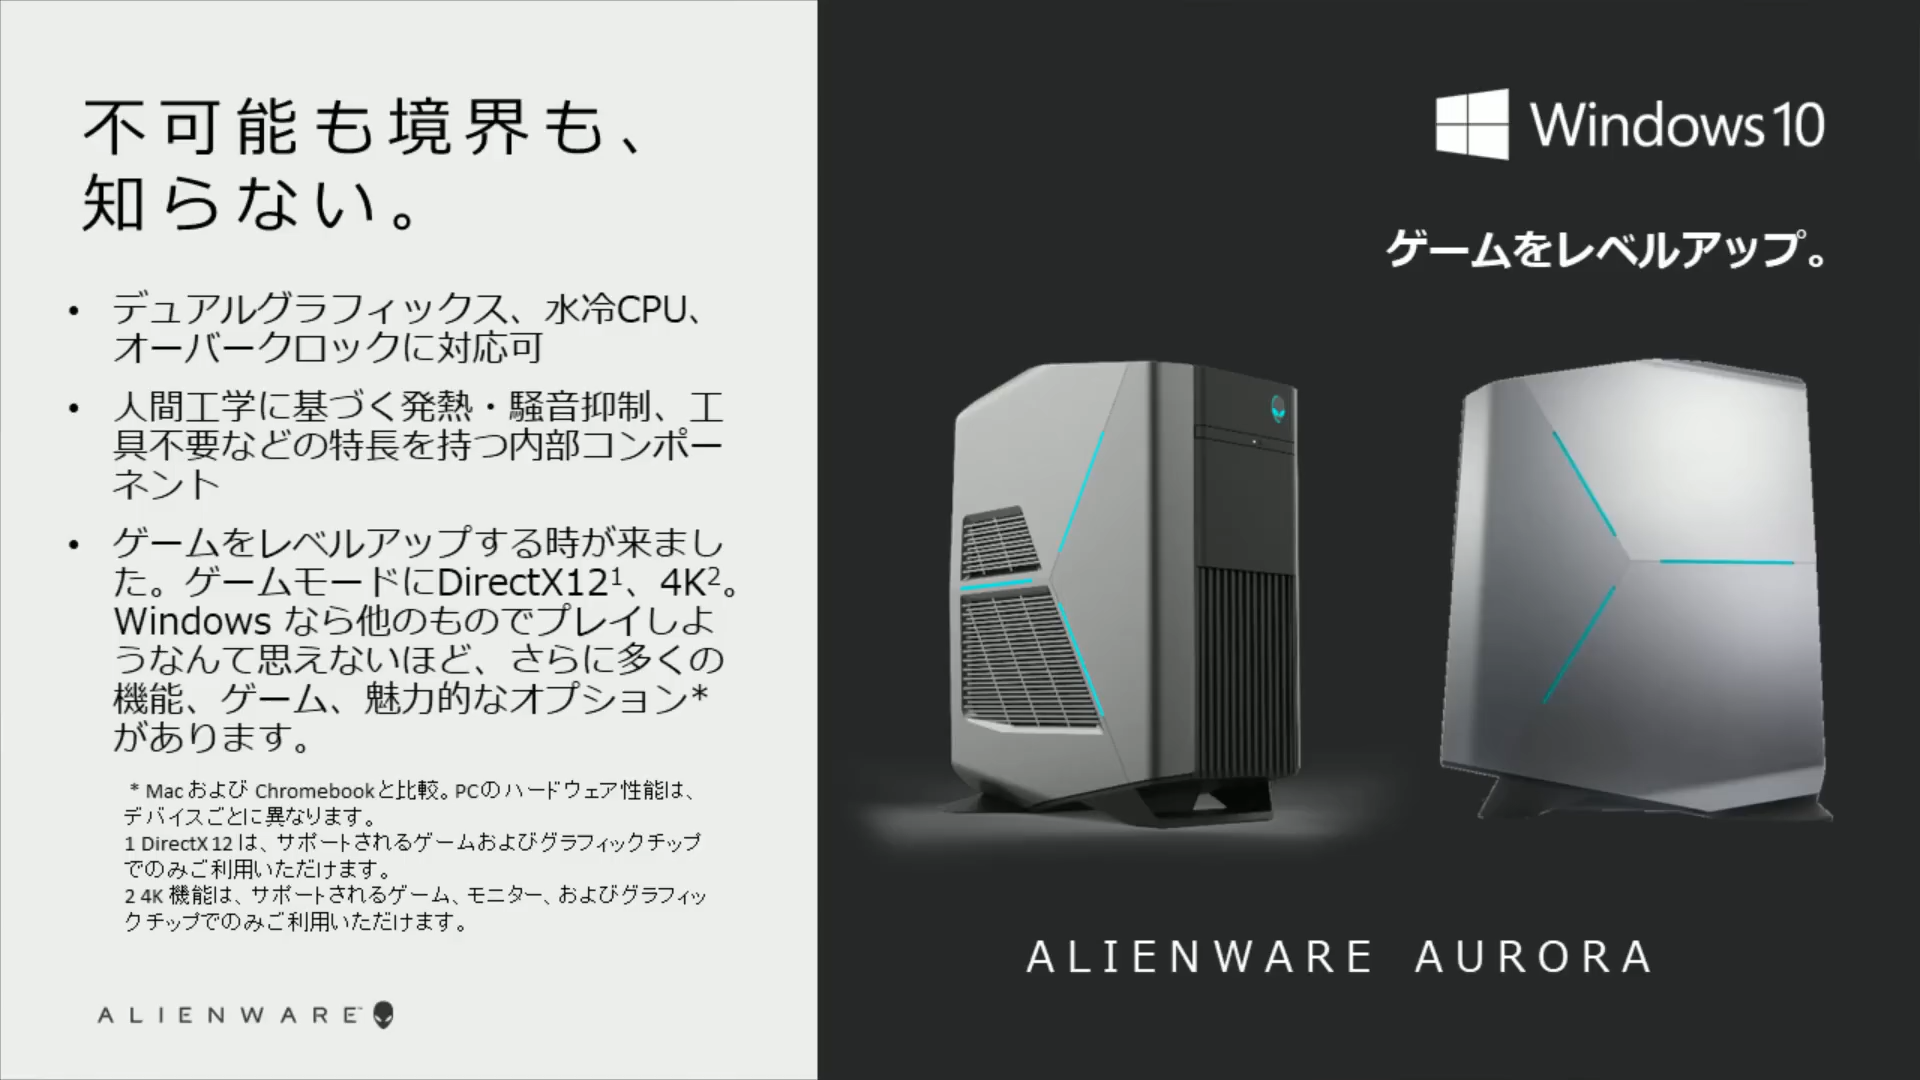 不可能も境界も、
知らない。
• デュアルグラフィックス、水冷CPU、
オーバークロックに対応可
• 人間工学に基づく発熱・騒音抑制、工
具不要などの特長を持つ内部コンポー
ネント
• ゲームをレベルアップする時が来まし
た。ゲームモードにDirectX12¹、4K²。
Windows なら他のものでプレイしよ
うなんて思えないほど、さらに多くの
機能、ゲーム、魅力的なオプション*
があります。
* Mac および Chromebookと比較。PCのハードウェア性能は、
デバイスごとに異なります。
1 DirectX 12 は、サポートされるゲームおよびグラフィックチップ
でのみご利用いただけます。
2 4K 機能は、サポートされるゲーム、モニター、およびグラフィッ
クチップでのみご利用いただけます。
ALIENWARE™
Windows 10
ゲームをレベルアップ。
ALIENWARE AURORA